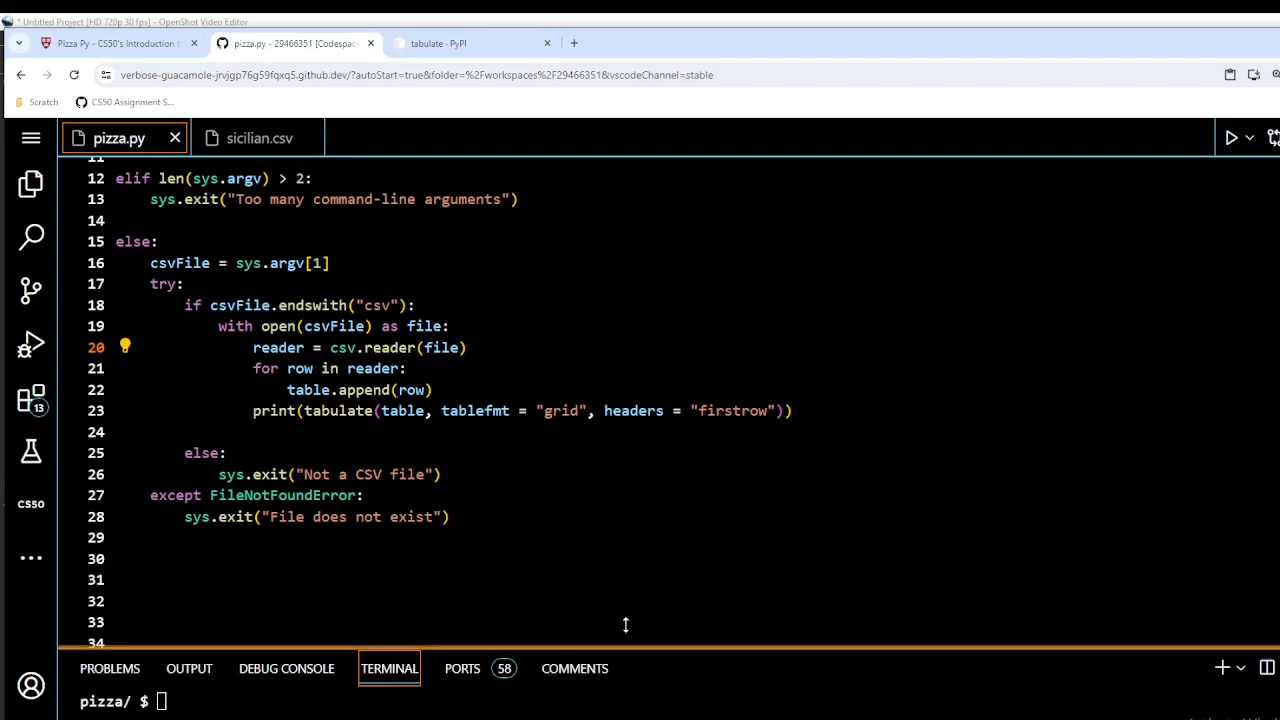 * Untitled Project [HD 720p 30 fps] - OpenShot Video Editor
Pizza Py - CS50's Introduction t
pizza.py - 29466351 [Codespac
tabulate · PyPI
verbose-guacamole-jrvjgp76g59fqxq5.github.dev/?autoStart=true&folder=%2Fworkspaces%2F29466351&vscodeChannel=stable
Scratch
CS50 Assignment S...
pizza.py
sicilian.csv
11
12 elif len(sys.argv) > 2:
13 sys.exit("Too many command-line arguments")
14
15 else:
16 csvFile = sys.argv[1]
17 try:
18 if csvFile.endswith("csv"):
19 with open(csvFile) as file:
20 reader = csv.reader(file)
21 for row in reader:
22 table.append(row)
23 print(tabulate(table, tablefmt = "grid", headers = "firstrow"))
24
25 else:
26 sys.exit("Not a CSV file")
27 except FileNotFoundError:
28 sys.exit("File does not exist")
29
30
31
32
33
34
13
CS50
PROBLEMS OUTPUT DEBUG CONSOLE TERMINAL PORTS 58 COMMENTS
pizza/ $